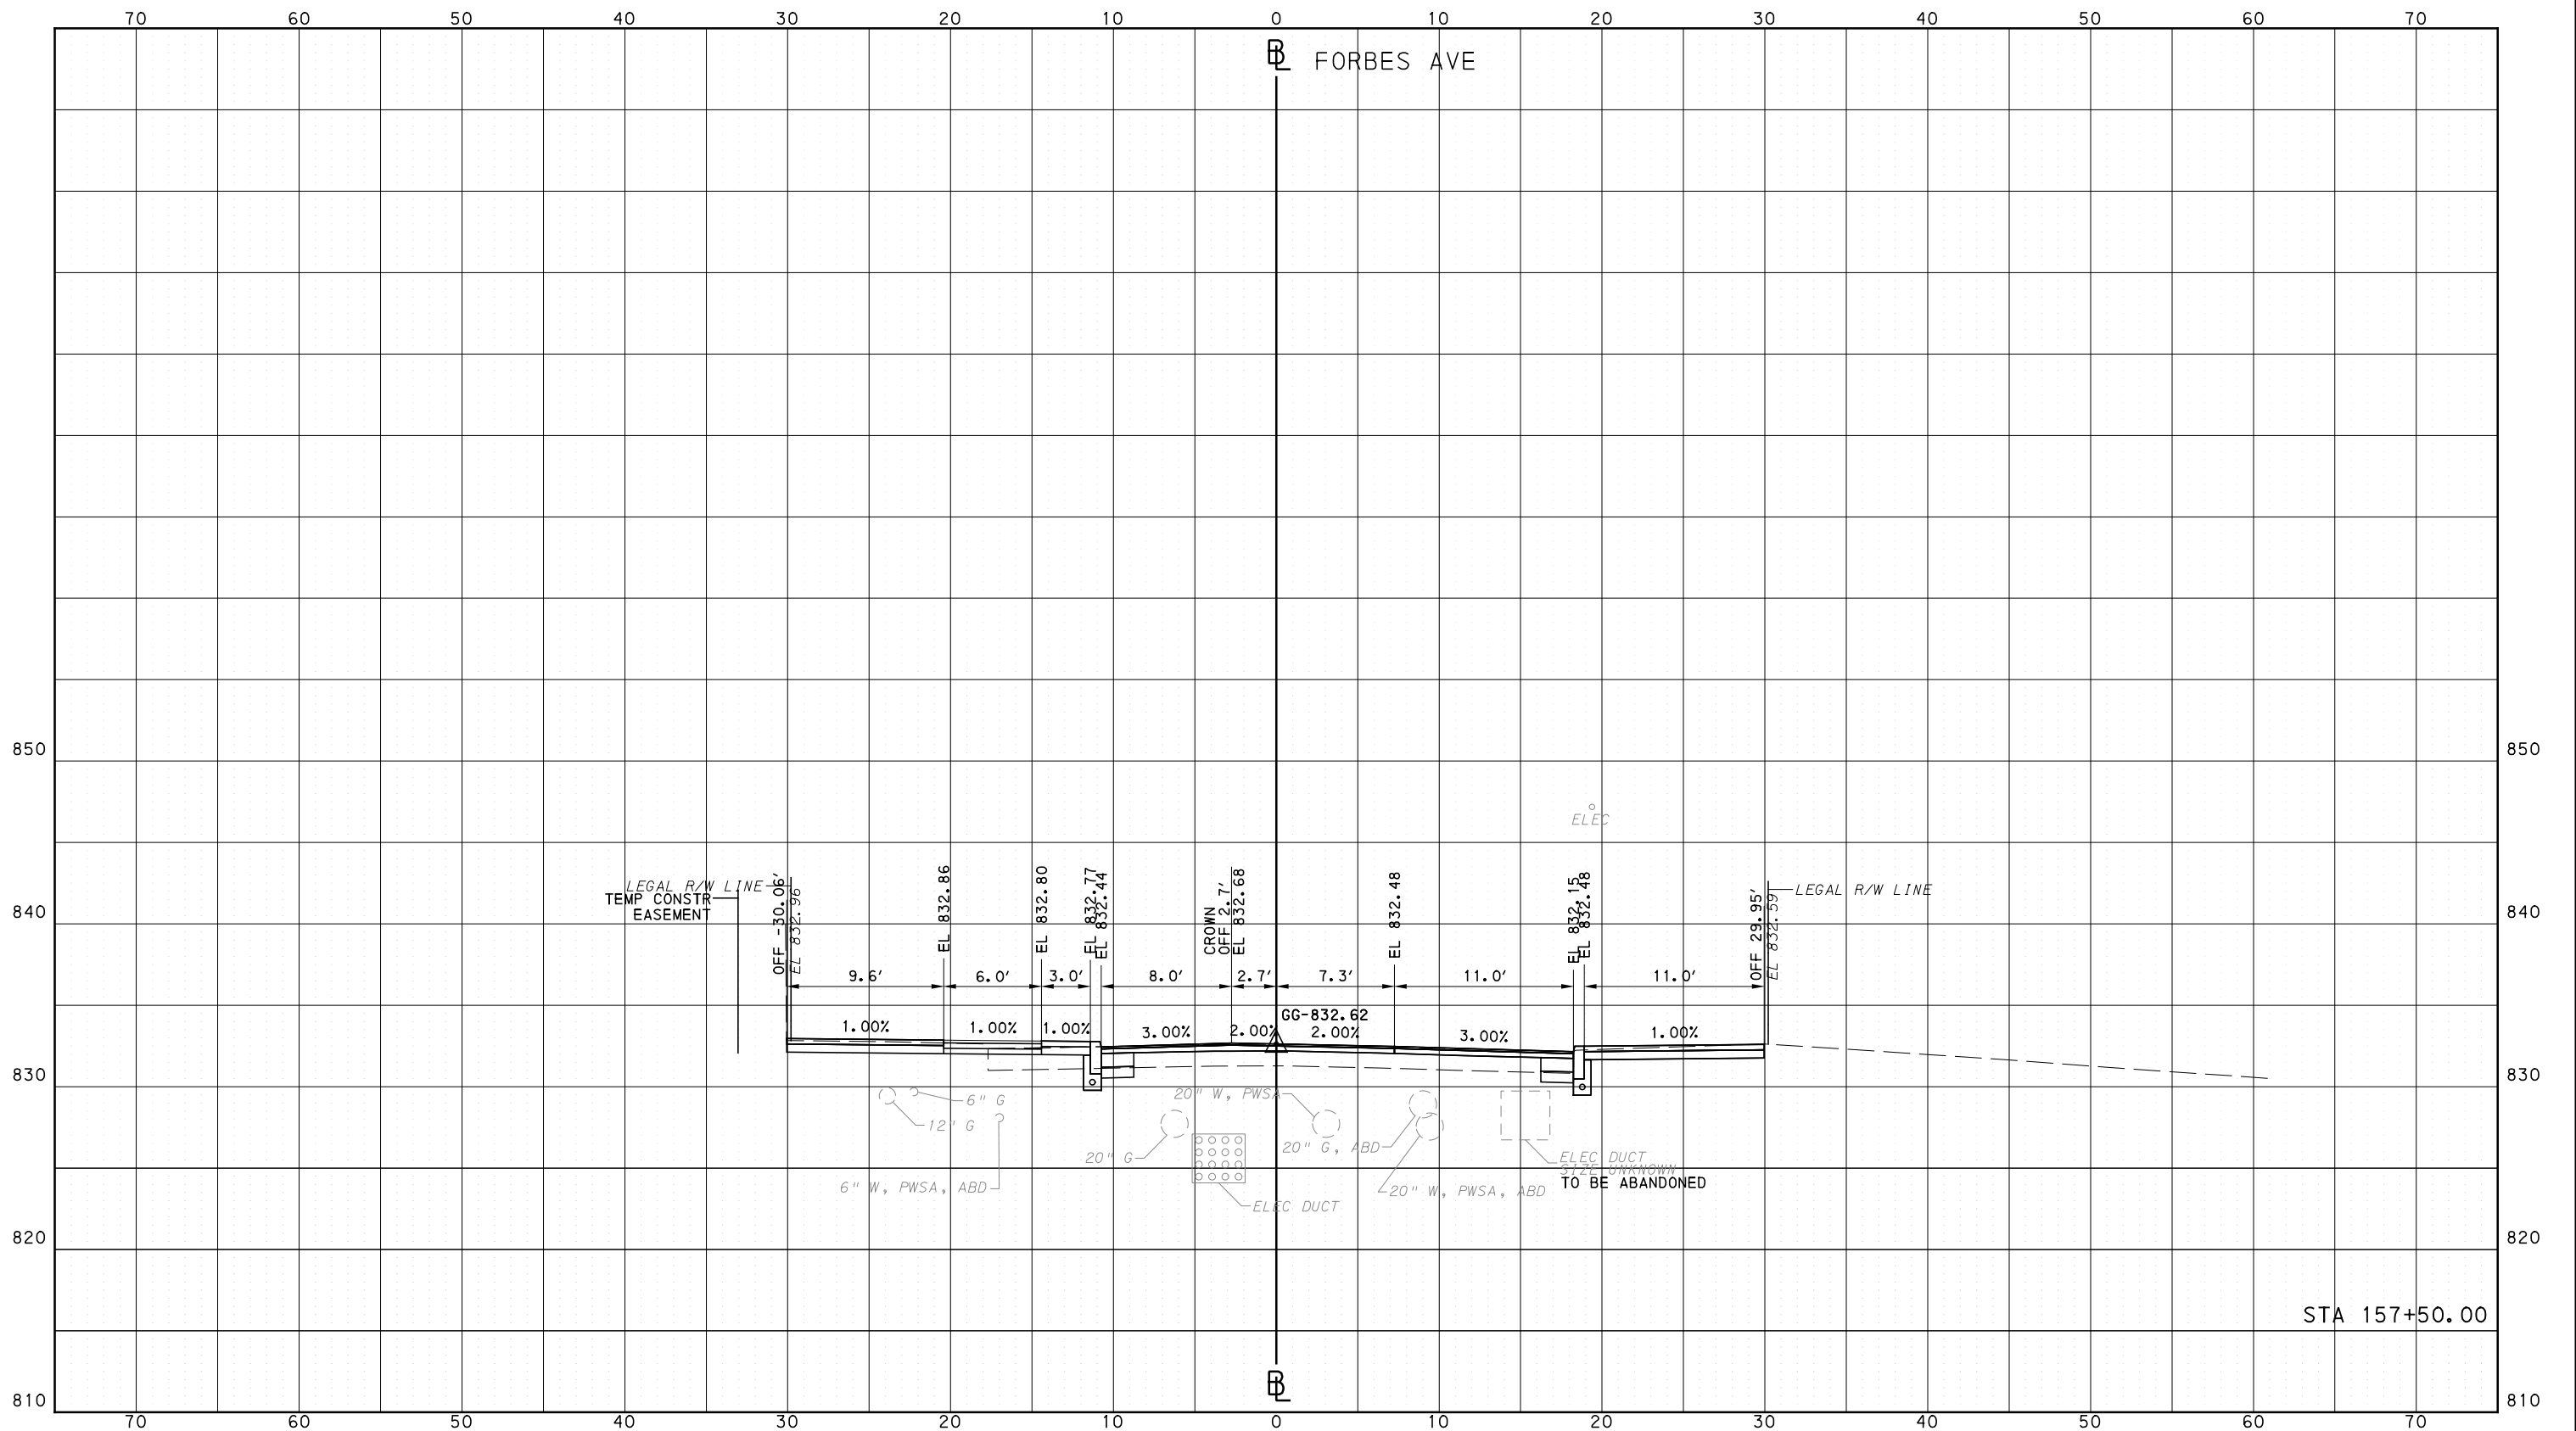 70 60 50 40 30 20 10 0 10 20 30 40 50 60 70
BL FORBES AVE
850 850
ELEC
840 840
LEGAL R/W LINE
TEMP CONSTR
EASEMENT
OFF -30.06'
EL 832.96
EL 832.86
EL 832.80
EL 832.77
EL 832.44
CROWN
OFF 2.7'
EL 832.68
EL 832.48
EL 832.15
EL 832.48
OFF 29.95'
EL 832.59
LEGAL R/W LINE
9.6' 6.0' 3.0' 8.0' 2.7' 7.3' 11.0' 11.0'
GG-832.62
1.00% 1.00% 1.00% 3.00% 2.00% 2.00% 3.00% 1.00%
830 830
6" G
12" G
20" W, PWSA
20" G
20" G, ABD
ELEC DUCT
SIZE UNKNOWN
TO BE ABANDONED
6" W, PWSA, ABD
20" W, PWSA, ABD
ELEC DUCT
820 820
STA 157+50.00
BL
810 810
70 60 50 40 30 20 10 0 10 20 30 40 50 60 70